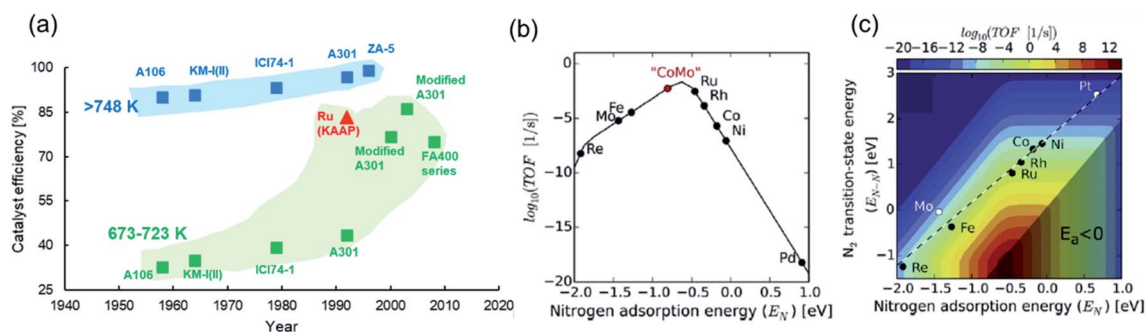 (a)
Catalyst efficiency [%]
100
85
70
55
40
25
1940
1950
1960
1970
1980
1990
2000
2010
2020
Year
A106
KM-I(II)
ICI74-1
A301
ZA-5
>748 K
Modified
A301
Ru
(KAAP)
Modified
A301
FA400
series
673-723 K
A106
KM-I(II)
ICI74-1
A301
(b)
log10(TOF [1/s])
0
−5
−10
−15
−20
−2.0
−1.5
−1.0
−0.5
0.0
0.5
1.0
Nitrogen adsorption energy (EN) [eV]
"CoMo"
Ru
Rh
Co
Ni
Fe
Mo
Re
Pd
(c)
log10(TOF [1/s])
−20
−16
−12
−8
−4
0
4
8
12
N2 transition-state energy
(EN−N) [eV]
3
2
1
0
−1
−2.0
−1.5
−1.0
−0.5
0.0
0.5
1.0
Nitrogen adsorption energy (EN) [eV]
Pt
Co
Ni
Rh
Ru
Mo
Fe
Re
Ea<0